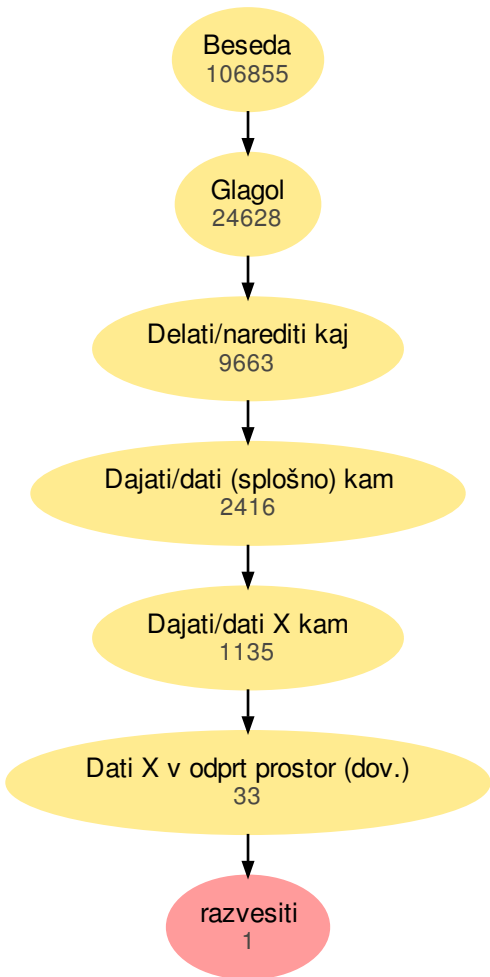 Beseda
106855
Glagol
24628
Delati/narediti kaj
9663
Dajati/dati (splošno) kam
2416
Dajati/dati X kam
1135
Dati X v odprt prostor (dov.)
33
razvesiti
1